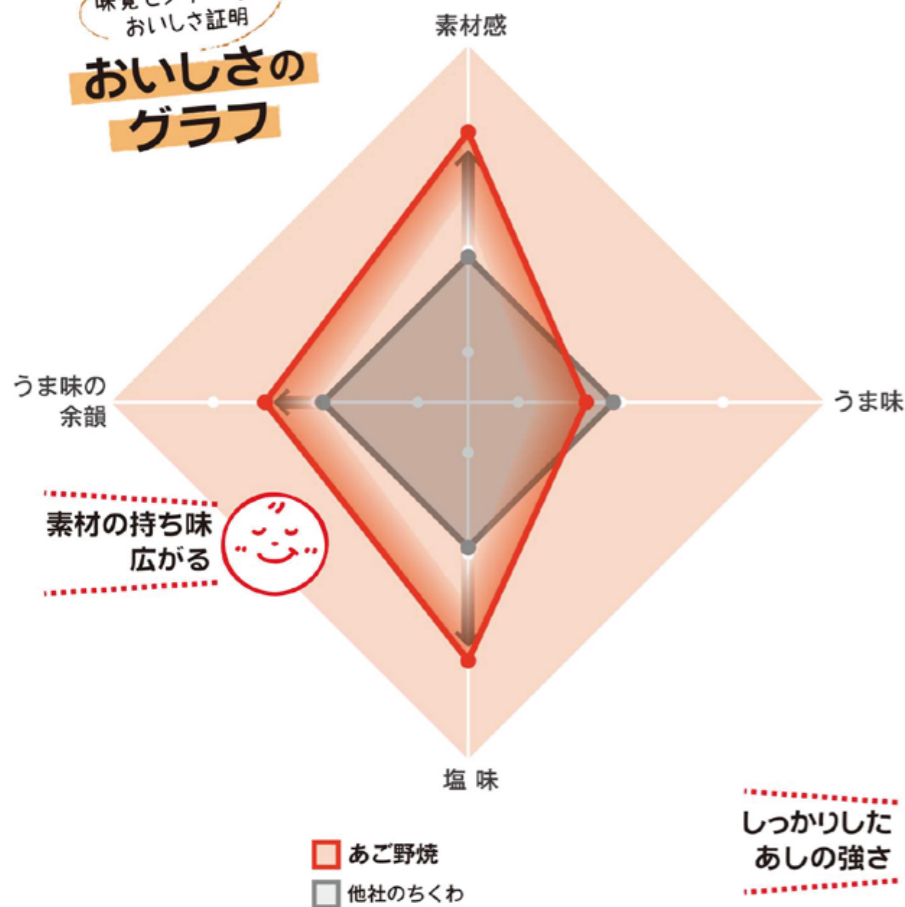 おいしさ証明
おいしさの
グラフ
素材感
うま味の
余韻
うま味
素材の持ち味
広がる
塩 味
しっかりした
あしの強さ
あご野焼
他社のちくわ